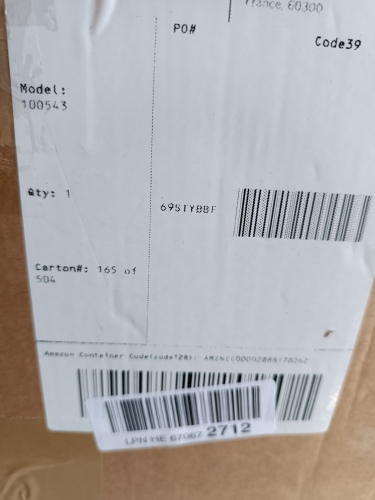 France, 60300
PO#
Code39
Model:
100543
Qty: 1
69STYBBF
Carton#: 165 of
504
Amazon Container Code(code128):
LPN HE 67067 2712